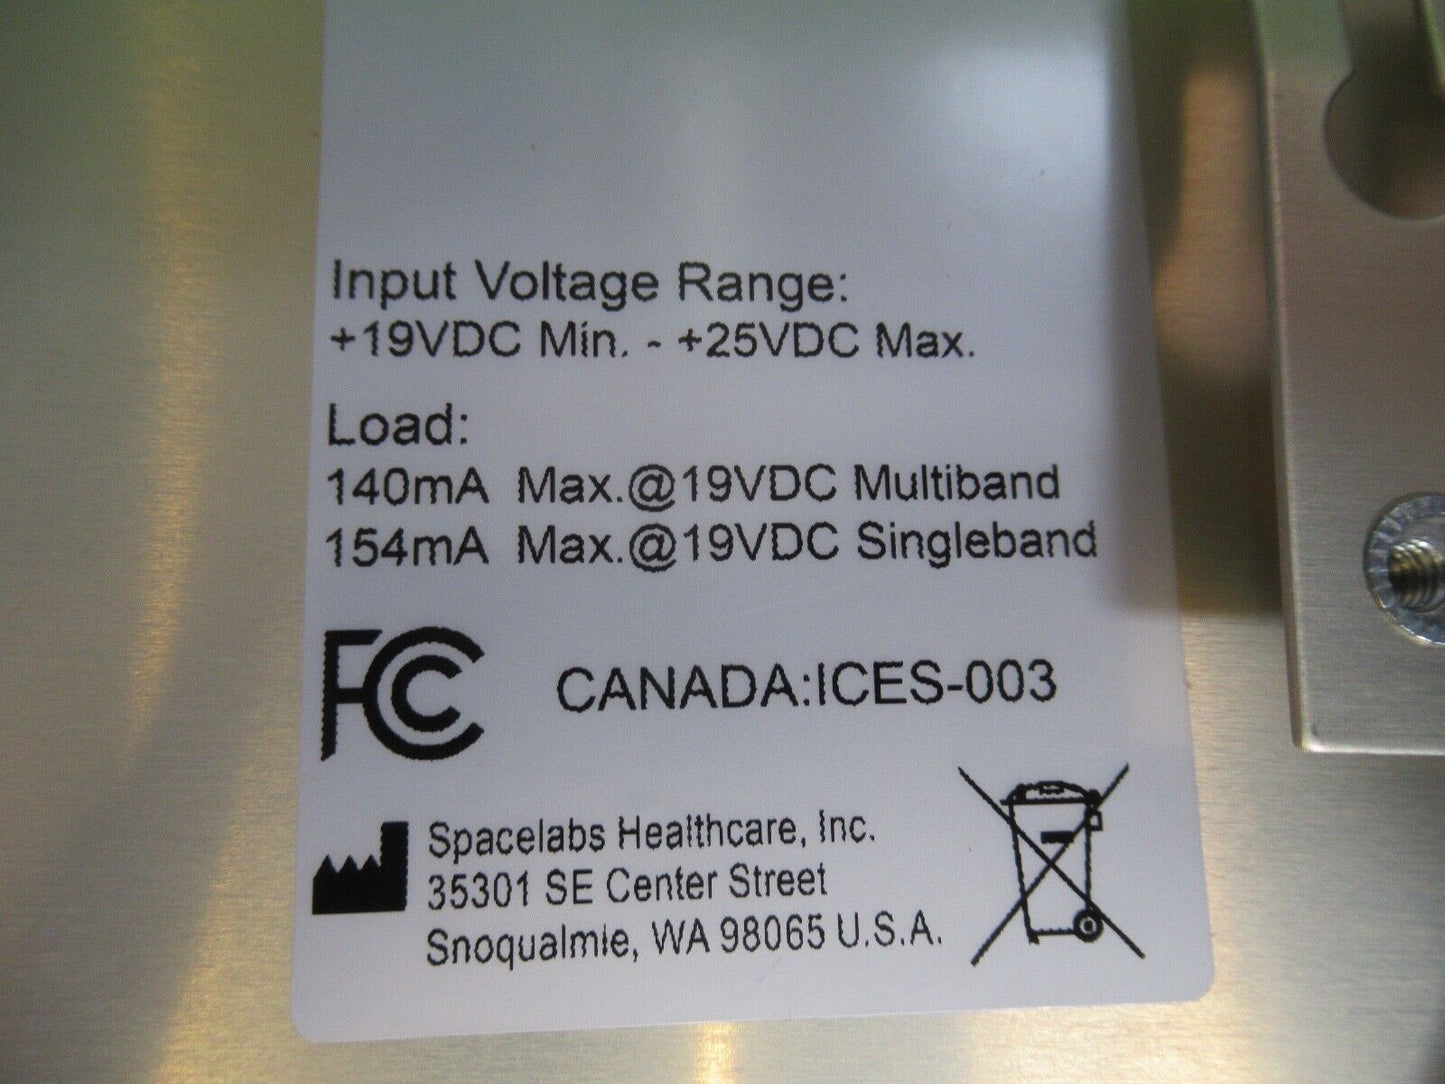 Input Voltage Range:
+19VDC Min. - +25VDC Max.
Load:
140mA Max.@19VDC Multiband
154mA Max.@19VDC Singleband
FC CANADA:ICES-003
Spacelabs Healthcare, Inc.
35301 SE Center Street
Snoqualmie, WA 98065 U.S.A.